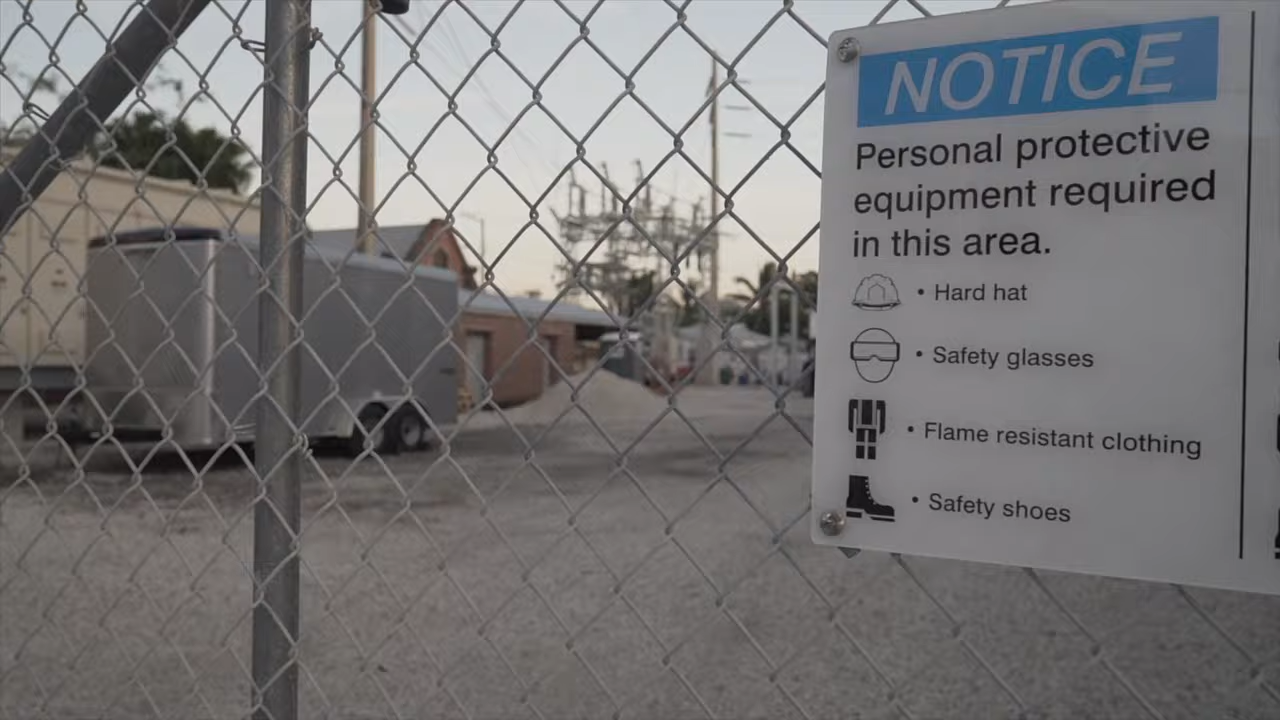 NOTICE
Personal protective
equipment required
in this area.
• Hard hat
• Safety glasses
• Flame resistant clothing
• Safety shoes